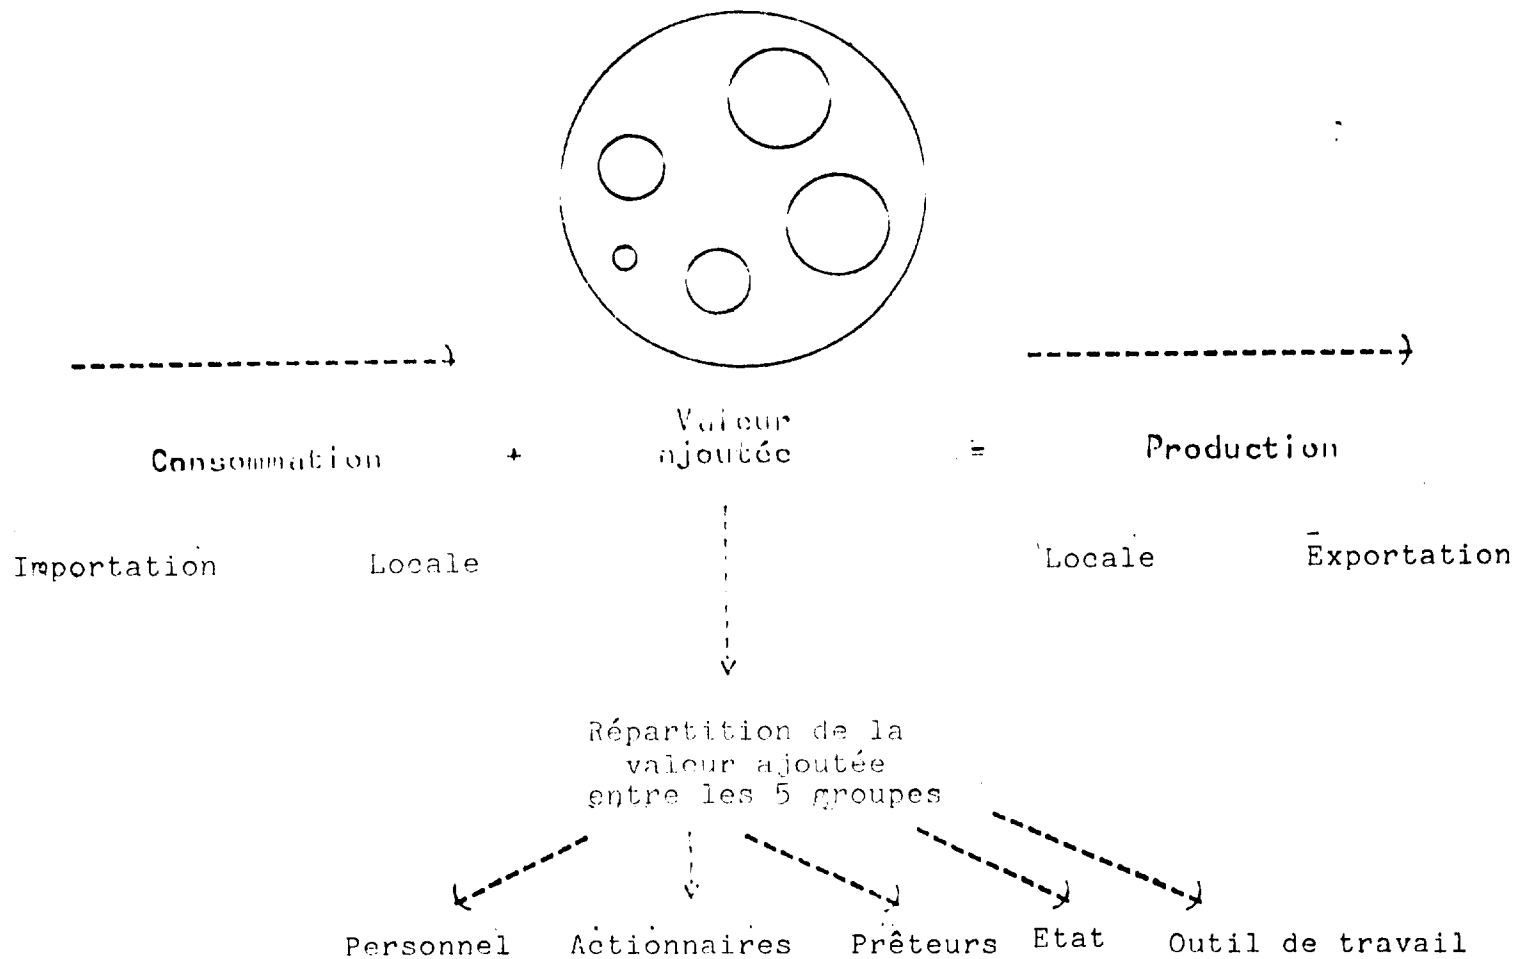 Valeur
Consommation + ajoutée = Production
Importation Locale Locale Exportation
Répartition de la
valeur ajoutée
entre les 5 groupes
Personnel Actionnaires Prêteurs Etat Outil de travail